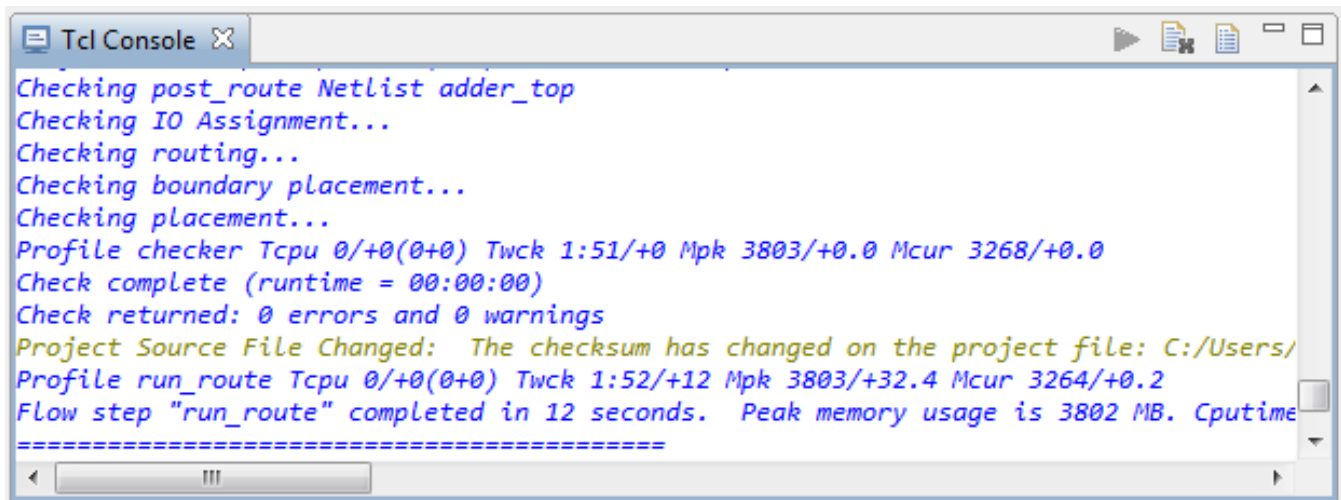 Tcl Console
Checking post_route Netlist adder_top
Checking IO Assignment...
Checking routing...
Checking boundary placement...
Checking placement...
Profile checker Tcpu 0/+0(0+0) Twck 1:51/+0 Mpk 3803/+0.0 Mcur 3268/+0.0
Check complete (runtime = 00:00:00)
Check returned: 0 errors and 0 warnings
Project Source File Changed:  The checksum has changed on the project file: C:/Users/
Profile run_route Tcpu 0/+0(0+0) Twck 1:52/+12 Mpk 3803/+32.4 Mcur 3264/+0.2
Flow step "run_route" completed in 12 seconds.  Peak memory usage is 3802 MB. Cputime
===========================================